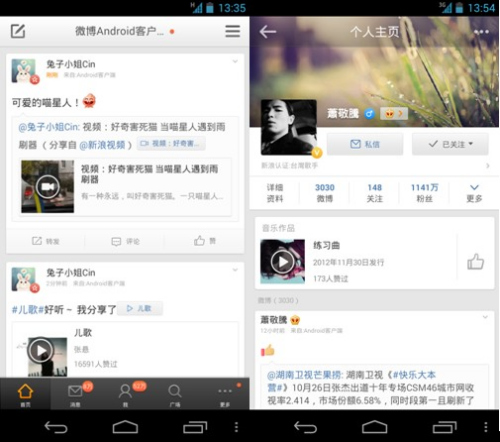 H 13:35
微博Android客户... 
兔子小姐Cin
刚刚 来自Android客户端
可爱的喵星人！
@兔子小姐Cin: 视频：好奇害死猫 当喵星人遇到雨
刷器 （分享自 @新浪视频） 视频：好奇害...
视频：好奇害死猫 当喵星人遇到雨
刷器
有一种永远，叫好奇害死猫。一只喵星人...
转发 评论 赞
兔子小姐Cin
2分钟前 来自Android客户端
#儿歌#好听 ~ 我分享了 儿歌
儿歌
张悬
16591人赞过
首页 消息 我 广场 更多
3G 13:54
个人主页
蕭敬騰
私信 已关注
新浪认证:台湾歌手
详细
资料
3030
微博
148
关注
1141万
粉丝
更多
音乐作品
练习曲
2012年11月30日发行
173人赞过
微博（3030）
蕭敬騰
12小时前 来自Android客户端
@湖南卫视芒果捞: 湖南卫视《#快乐大本
营#》10月26日张杰出道十年专场CSM46城市网收
视率2.414，市场份额6.58%，同时段第一且刷新了